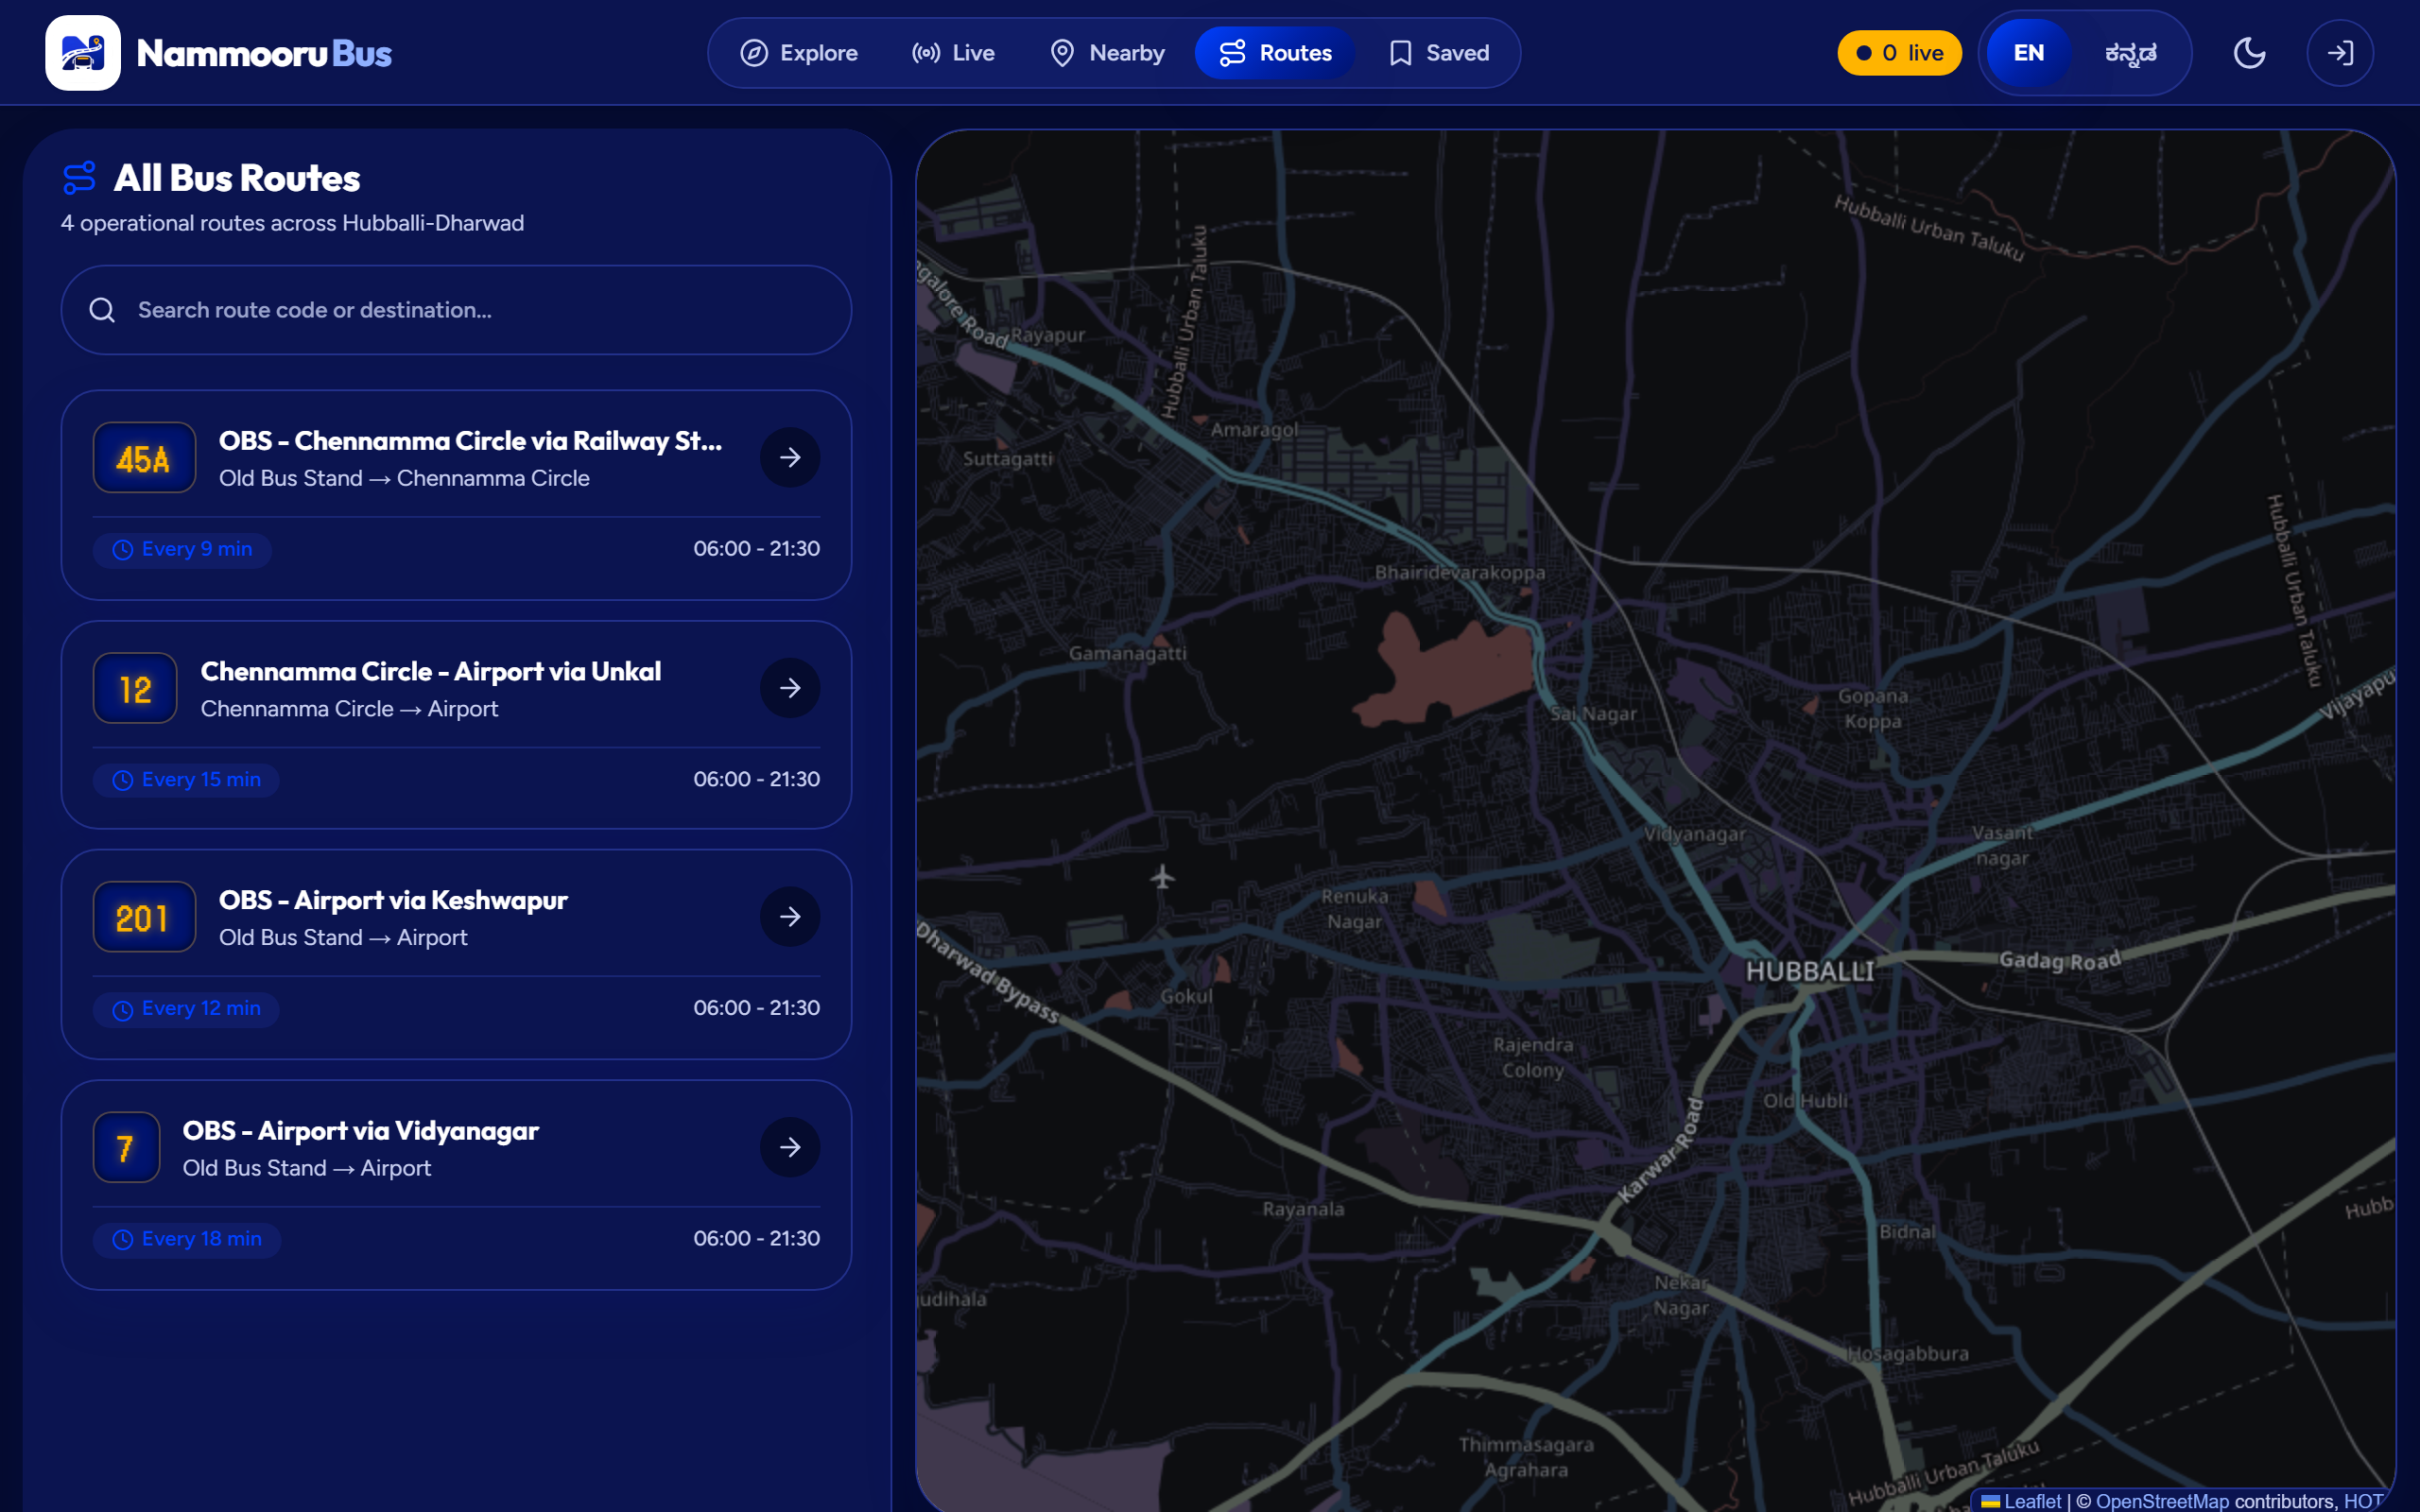 Nammooru Bus
Explore
Live
Nearby
Routes
Saved
0 live
EN
ಕನ್ನಡ
All Bus Routes
4 operational routes across Hubballi-Dharwad
Search route code or destination...
45A
OBS - Chennamma Circle via Railway St...
Old Bus Stand → Chennamma Circle
Every 9 min
06:00 - 21:30
12
Chennamma Circle - Airport via Unkal
Chennamma Circle → Airport
Every 15 min
06:00 - 21:30
201
OBS - Airport via Keshwapur
Old Bus Stand → Airport
Every 12 min
06:00 - 21:30
7
OBS - Airport via Vidyanagar
Old Bus Stand → Airport
Every 18 min
06:00 - 21:30
Hubballi Urban Taluku
Hubballi Urban Taluku
galore Road
Rayapur
Amaragol
Suttagatti
Hubballi Urban Taluku
Bhairidevarakoppa
Gamanagatti
Gopana
Koppa
Sai Nagar
Vijayapu
Vidyanagar
Vasant
nagar
Renuka
Nagar
Dharwad Bypass
HUBBALLI
Gadag Road
Gokul
Rajendra
Colony
Old Hubli
Karwar Road
Rayanala
Hubb
Bidnal
Nekar
Nagar
udihala
Hosagabbura
Thimmasagara
Agrahara
Hubballi Urban Taluku
Leaflet | © OpenStreetMap contributors, HOT